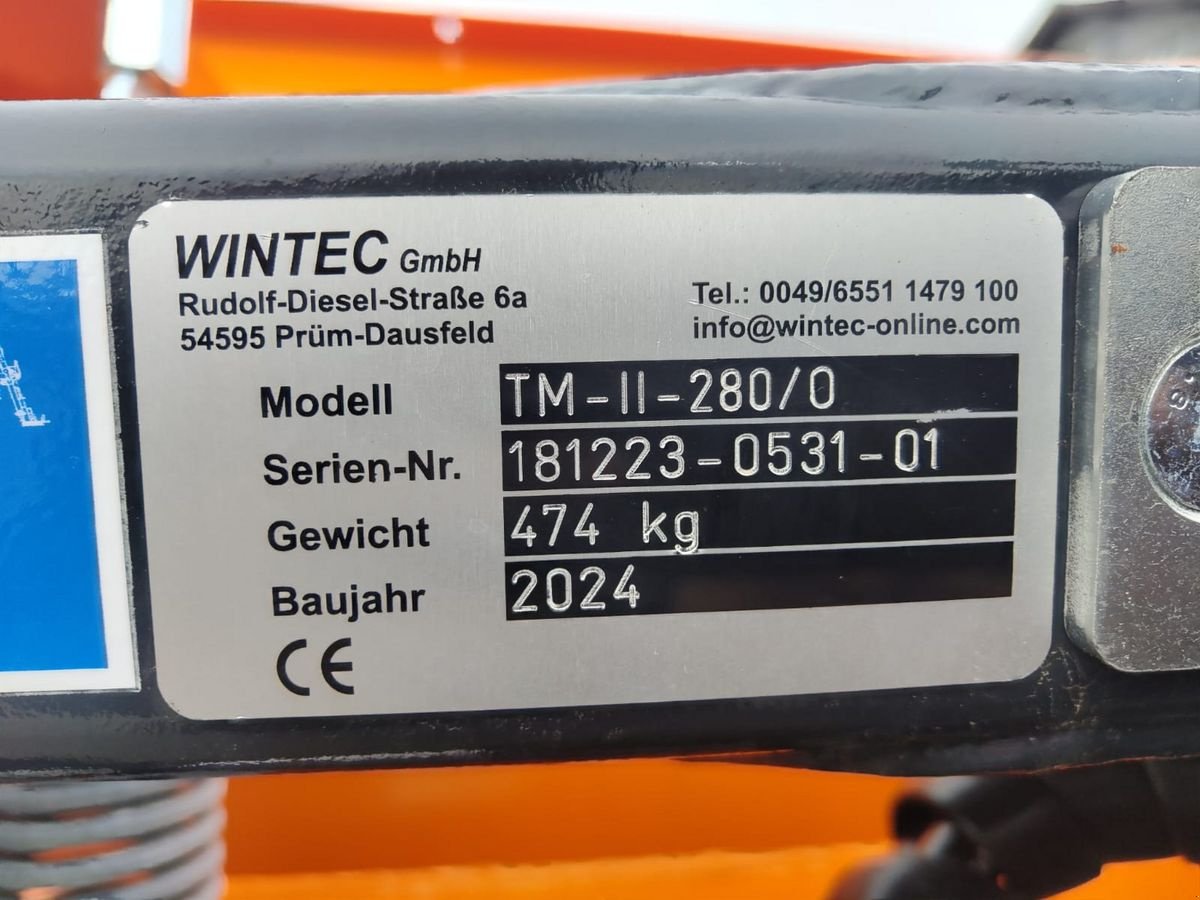 WINTEC GmbH
Rudolf-Diesel-Straße 6a
54595 Prüm-Dausfeld
Tel.: 0049/6551 1479 100
info@wintec-online.com
Modell TM-II-280/0
Serien-Nr. 181223-0531-01
Gewicht 474 kg
Baujahr 2024
CE